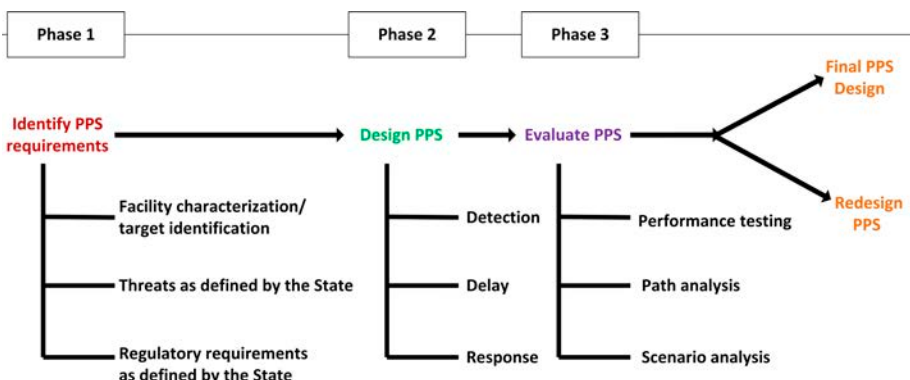 Phase 1
Phase 2
Phase 3
Identify PPS
requirements
Design PPS
Evaluate PPS
Final PPS
Design
Redesign
PPS
Facility characterization/
target identification
Threats as defined by the State
Regulatory requirements
as defined by the State
Detection
Delay
Response
Performance testing
Path analysis
Scenario analysis